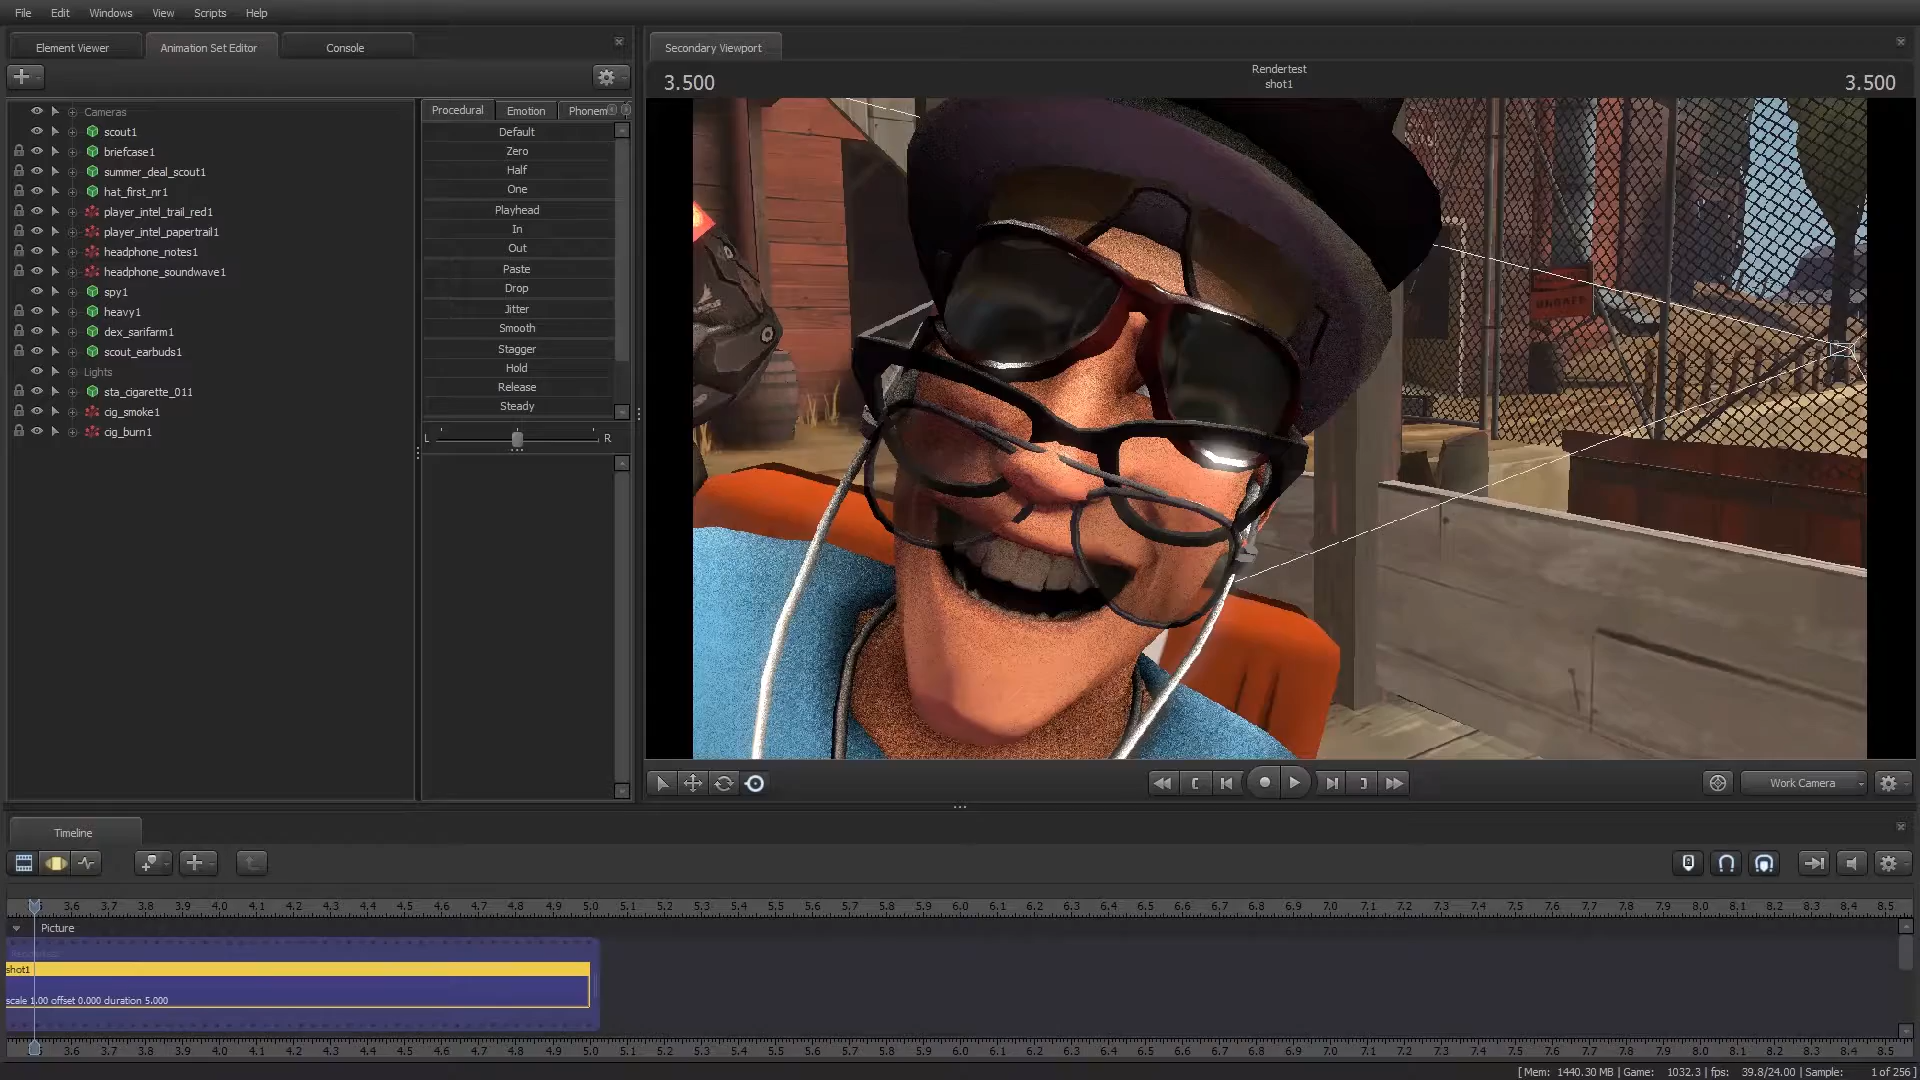 File Edit Windows View Scripts Help
Element Viewer Animation Set Editor Console
Secondary Viewport
3.500 Rendertest 3.500
shot1
Cameras
scout1
briefcase1
summer_deal_scout1
hat_first_nr1
player_intel_trail_red1
player_intel_papertrail1
headphone_notes1
headphone_soundwave1
spy1
heavy1
dex_sarifarm1
scout_earbuds1
Lights
sta_cigarette_011
cig_smoke1
cig_burn1
Procedural Emotion Phonem
Default
Zero
Half
One
Playhead
In
Out
Paste
Drop
Jitter
Smooth
Stagger
Hold
Release
Steady
L R
UNSAFE
Work Camera
Timeline
3.6 3.7 3.8 3.9 4.0 4.1 4.2 4.3 4.4 4.5 4.6 4.7 4.8 4.9 5.0 5.1 5.2 5.3 5.4 5.5 5.6 5.7 5.8 5.9 6.0 6.1 6.2 6.3 6.4 6.5 6.6 6.7 6.8 6.9 7.0 7.1 7.2 7.3 7.4 7.5 7.6 7.7 7.8 7.9 8.0 8.1 8.2 8.3 8.4 8.5
Picture
shot1
scale 1.00 offset 0.000 duration 5.000
3.6 3.7 3.8 3.9 4.0 4.1 4.2 4.3 4.4 4.5 4.6 4.7 4.8 4.9 5.0 5.1 5.2 5.3 5.4 5.5 5.6 5.7 5.8 5.9 6.0 6.1 6.2 6.3 6.4 6.5 6.6 6.7 6.8 6.9 7.0 7.1 7.2 7.3 7.4 7.5 7.6 7.7 7.8 7.9 8.0 8.1 8.2 8.3 8.4 8.5
[ Mem: 1440.30 MB | Game: 1032.3 | fps: 39.8/24.00 | Sample: 1 of 256 ]